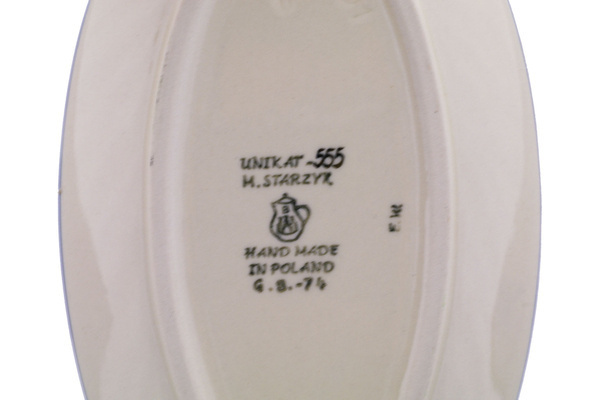 UNIKAT -555
M. STARZYK
HAND MADE
IN POLAND
G.B.-74